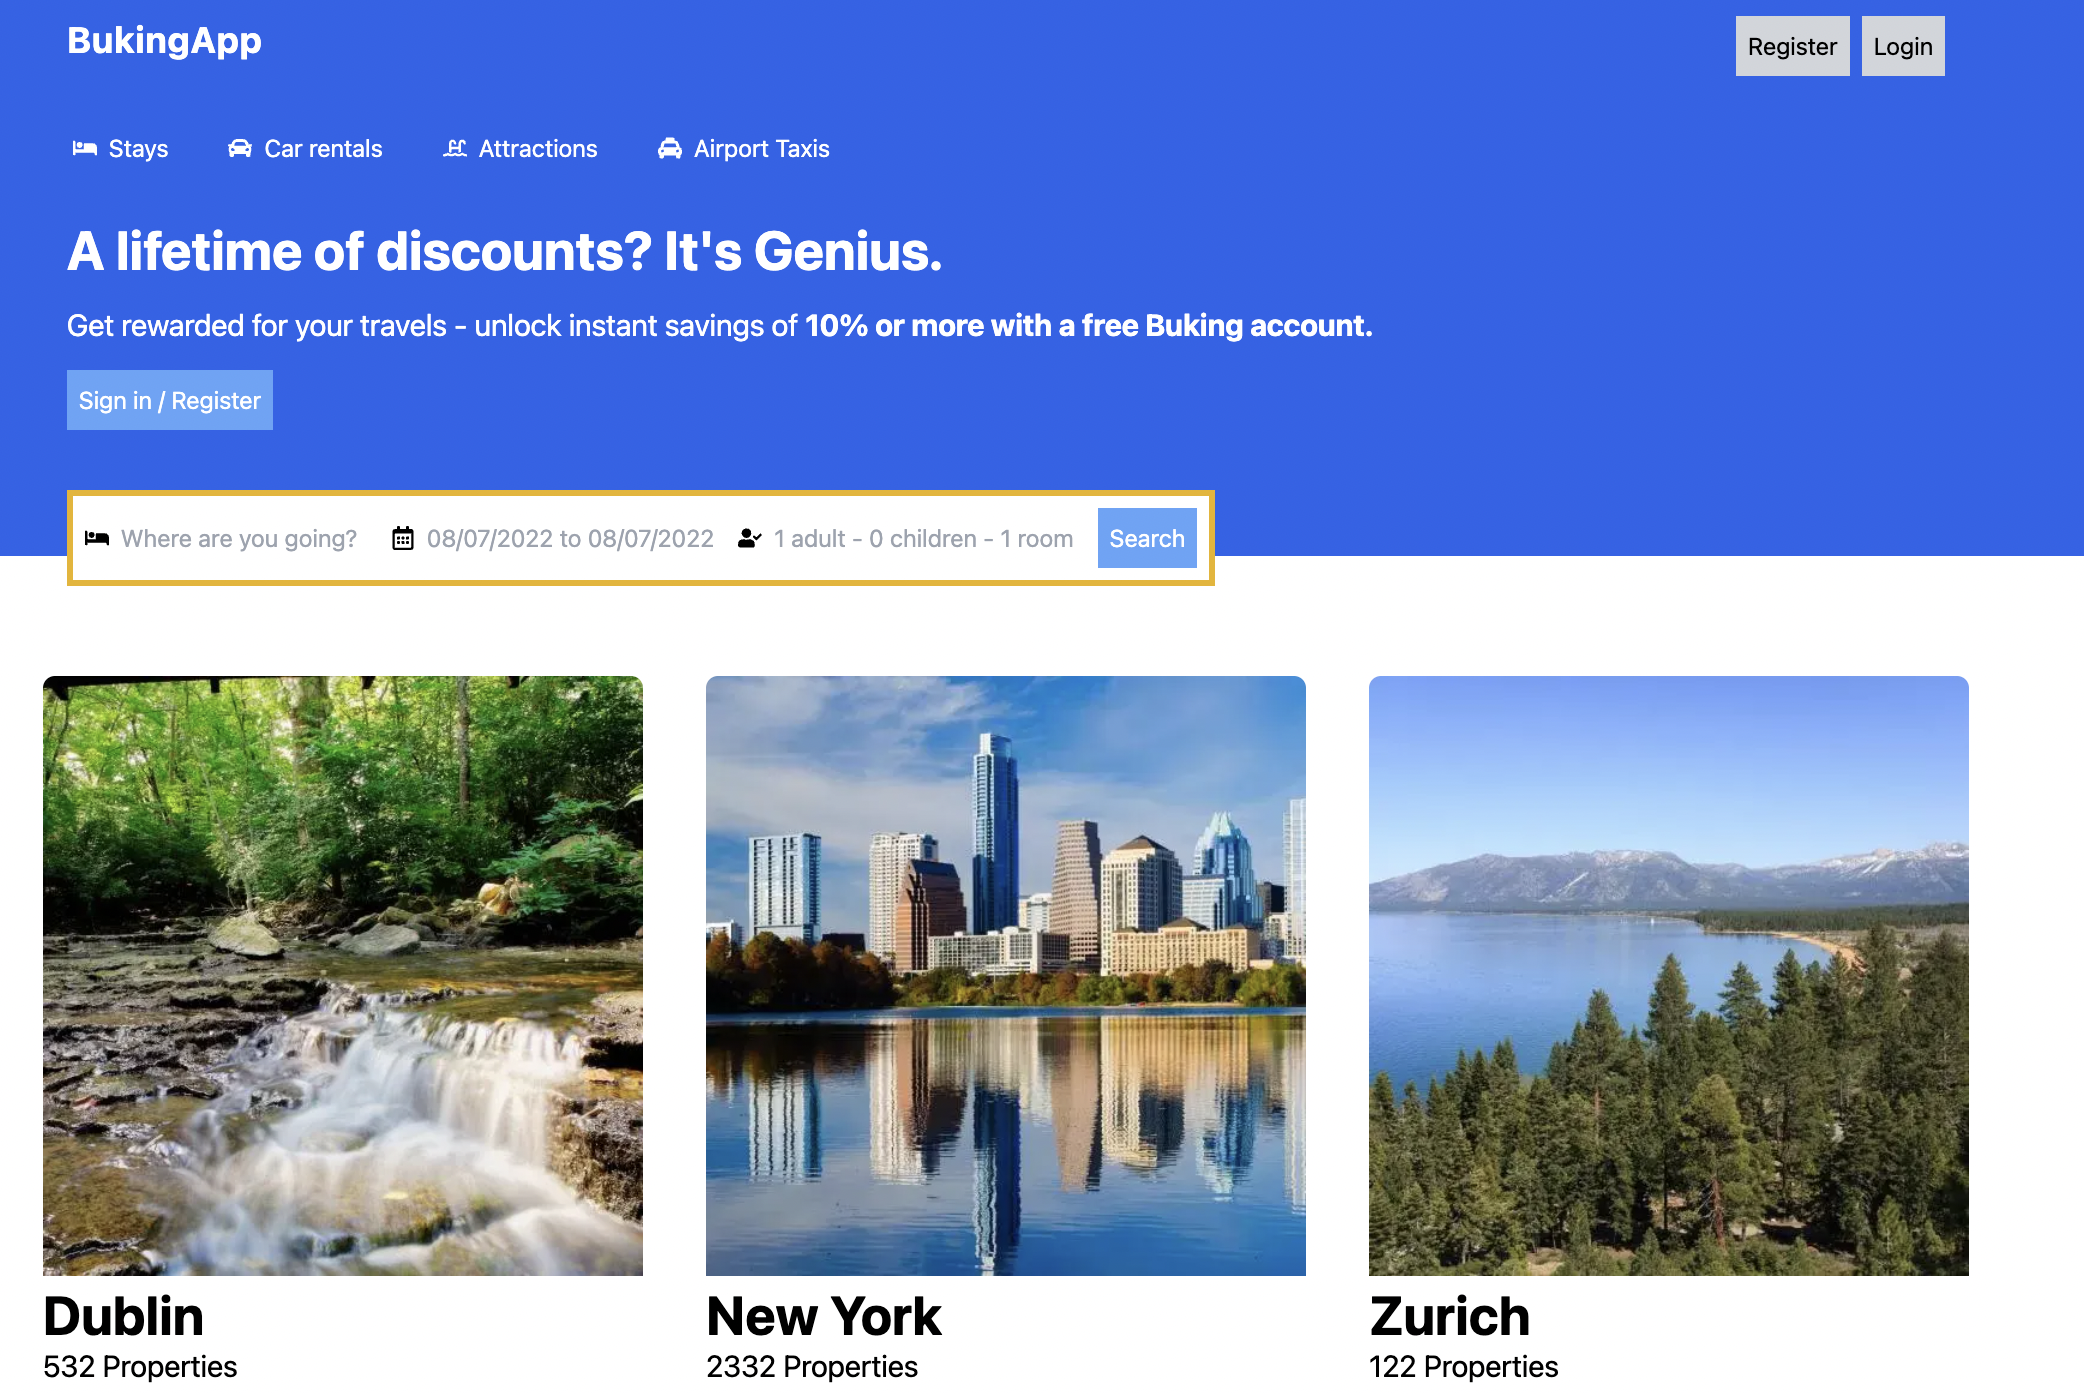 BukingApp
Register Login
Stays Car rentals Attractions Airport Taxis
A lifetime of discounts? It's Genius.
Get rewarded for your travels - unlock instant savings of 10% or more with a free Buking account.
Sign in / Register
Where are you going? 08/07/2022 to 08/07/2022 1 adult - 0 children - 1 room Search
Dublin
532 Properties
New York
2332 Properties
Zurich
122 Properties